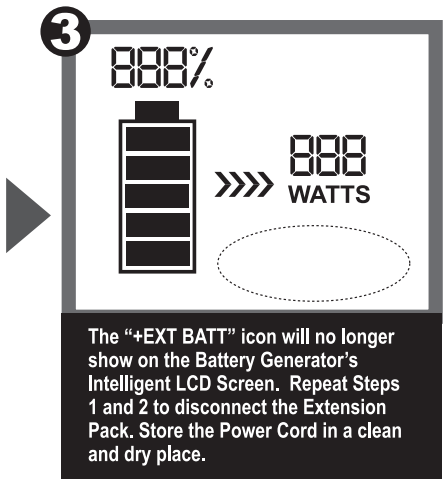 3
888%
888
WATTS
The “+EXT BATT” icon will no longer
show on the Battery Generator’s
Intelligent LCD Screen.  Repeat Steps
1 and 2 to disconnect the Extension
Pack. Store the Power Cord in a clean
and dry place.